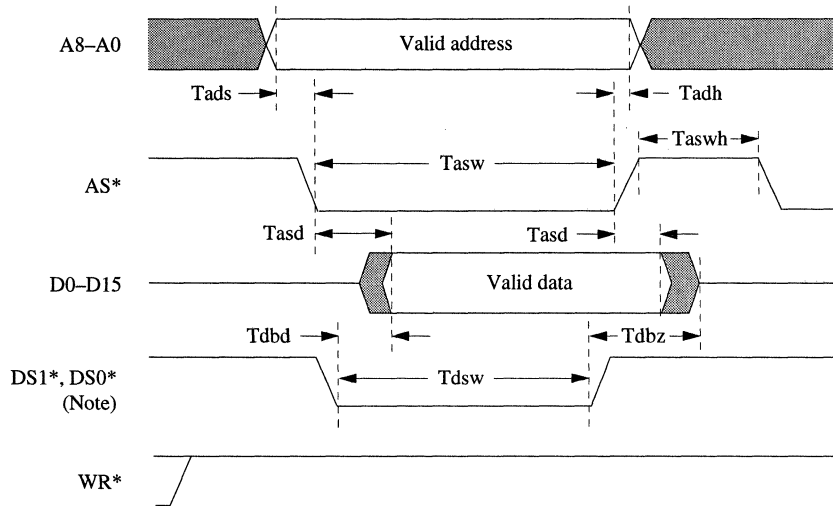 A8–A0
Valid address
Tads
Tadh
Taswh
AS*
Tasw
Tasd
Tasd
D0–D15
Valid data
Tdbd
Tdbz
DS1*, DS0*
(Note)
Tdsw
WR*